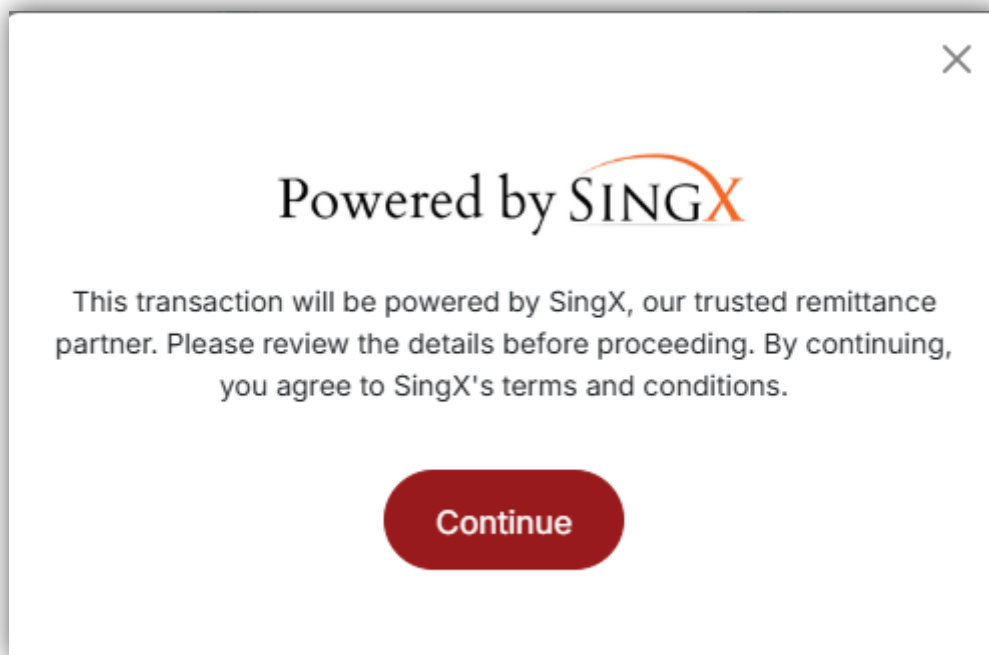 Powered by SINGX
This transaction will be powered by SingX, our trusted remittance
partner. Please review the details before proceeding. By continuing,
you agree to SingX's terms and conditions.
Continue